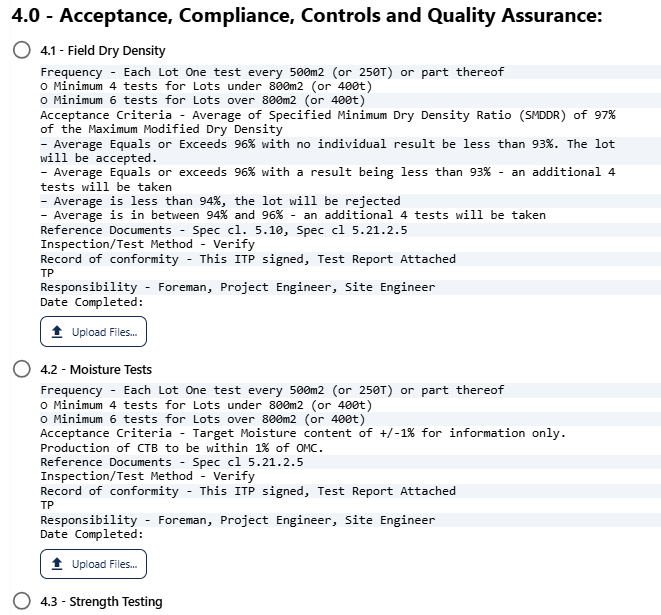 4.0 - Acceptance, Compliance, Controls and Quality Assurance:
4.1 - Field Dry Density
Frequency - Each Lot One test every 500m2 (or 250T) or part thereof
o Minimum 4 tests for Lots under 800m2 (or 400t)
o Minimum 6 tests for Lots over 800m2 (or 400t)
Acceptance Criteria - Average of Specified Minimum Dry Density Ratio (SMDDR) of 97%
of the Maximum Modified Dry Density
- Average Equals or Exceeds 96% with no individual result be less than 93%. The lot
will be accepted.
- Average Equals or exceeds 96% with a result being less than 93% - an additional 4
tests will be taken
- Average is less than 94%, the lot will be rejected
- Average is in between 94% and 96% - an additional 4 tests will be taken
Reference Documents - Spec cl. 5.10, Spec cl 5.21.2.5
Inspection/Test Method - Verify
Record of conformity - This ITP signed, Test Report Attached
TP
Responsibility - Foreman, Project Engineer, Site Engineer
Date Completed:
Upload Files...
4.2 - Moisture Tests
Frequency - Each Lot One test every 500m2 (or 250T) or part thereof
o Minimum 4 tests for Lots under 800m2 (or 400t)
o Minimum 6 tests for Lots over 800m2 (or 400t)
Acceptance Criteria - Target Moisture content of +/-1% for information only.
Production of CTB to be within 1% of OMC.
Reference Documents - Spec cl 5.21.2.5
Inspection/Test Method - Verify
Record of conformity - This ITP signed, Test Report Attached
TP
Responsibility - Foreman, Project Engineer, Site Engineer
Date Completed:
Upload Files...
4.3 - Strength Testing